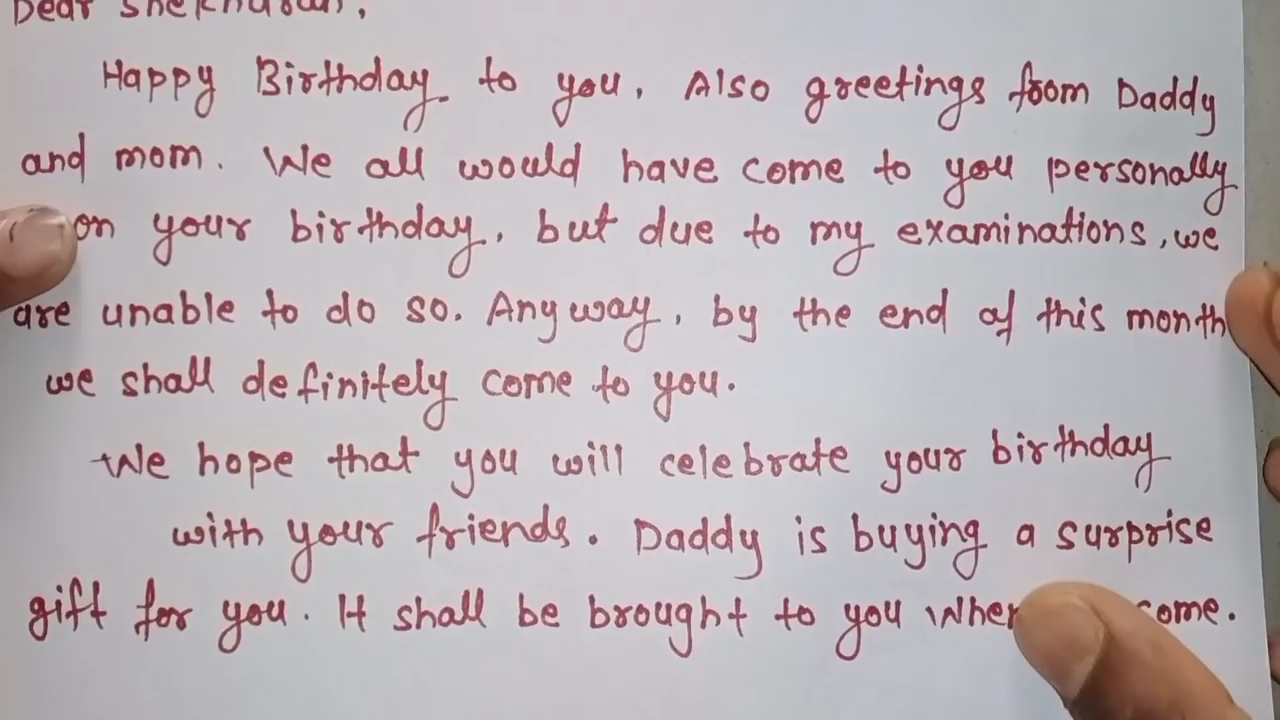 Dear
Happy Birthday to you. Also greetings from Daddy
and mom. We all would have come to you personally
on your birthday, but due to my examinations, we
are unable to do so. Anyway, by the end of this month
we shall definitely come to you.
We hope that you will celebrate your birthday
with your friends. Daddy is buying a surprise
gift for you. It shall be brought to you